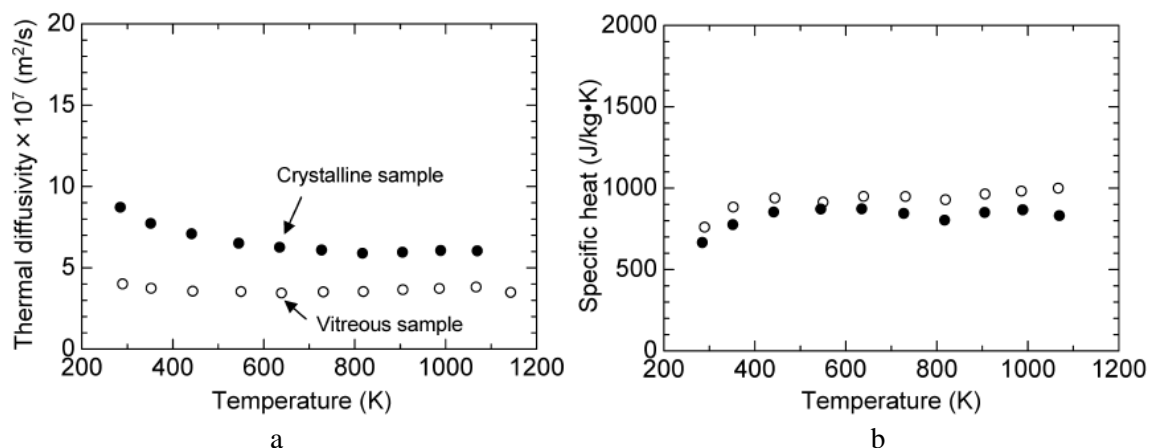 20
15
10
5
0
200 400 600 800 1000 1200
Thermal diffusivity × 10⁷ (m²/s)
Crystalline sample
Vitreous sample
Temperature (K)
a
2000
1500
1000
500
0
200 400 600 800 1000 1200
Specific heat (J/kg•K)
Temperature (K)
b